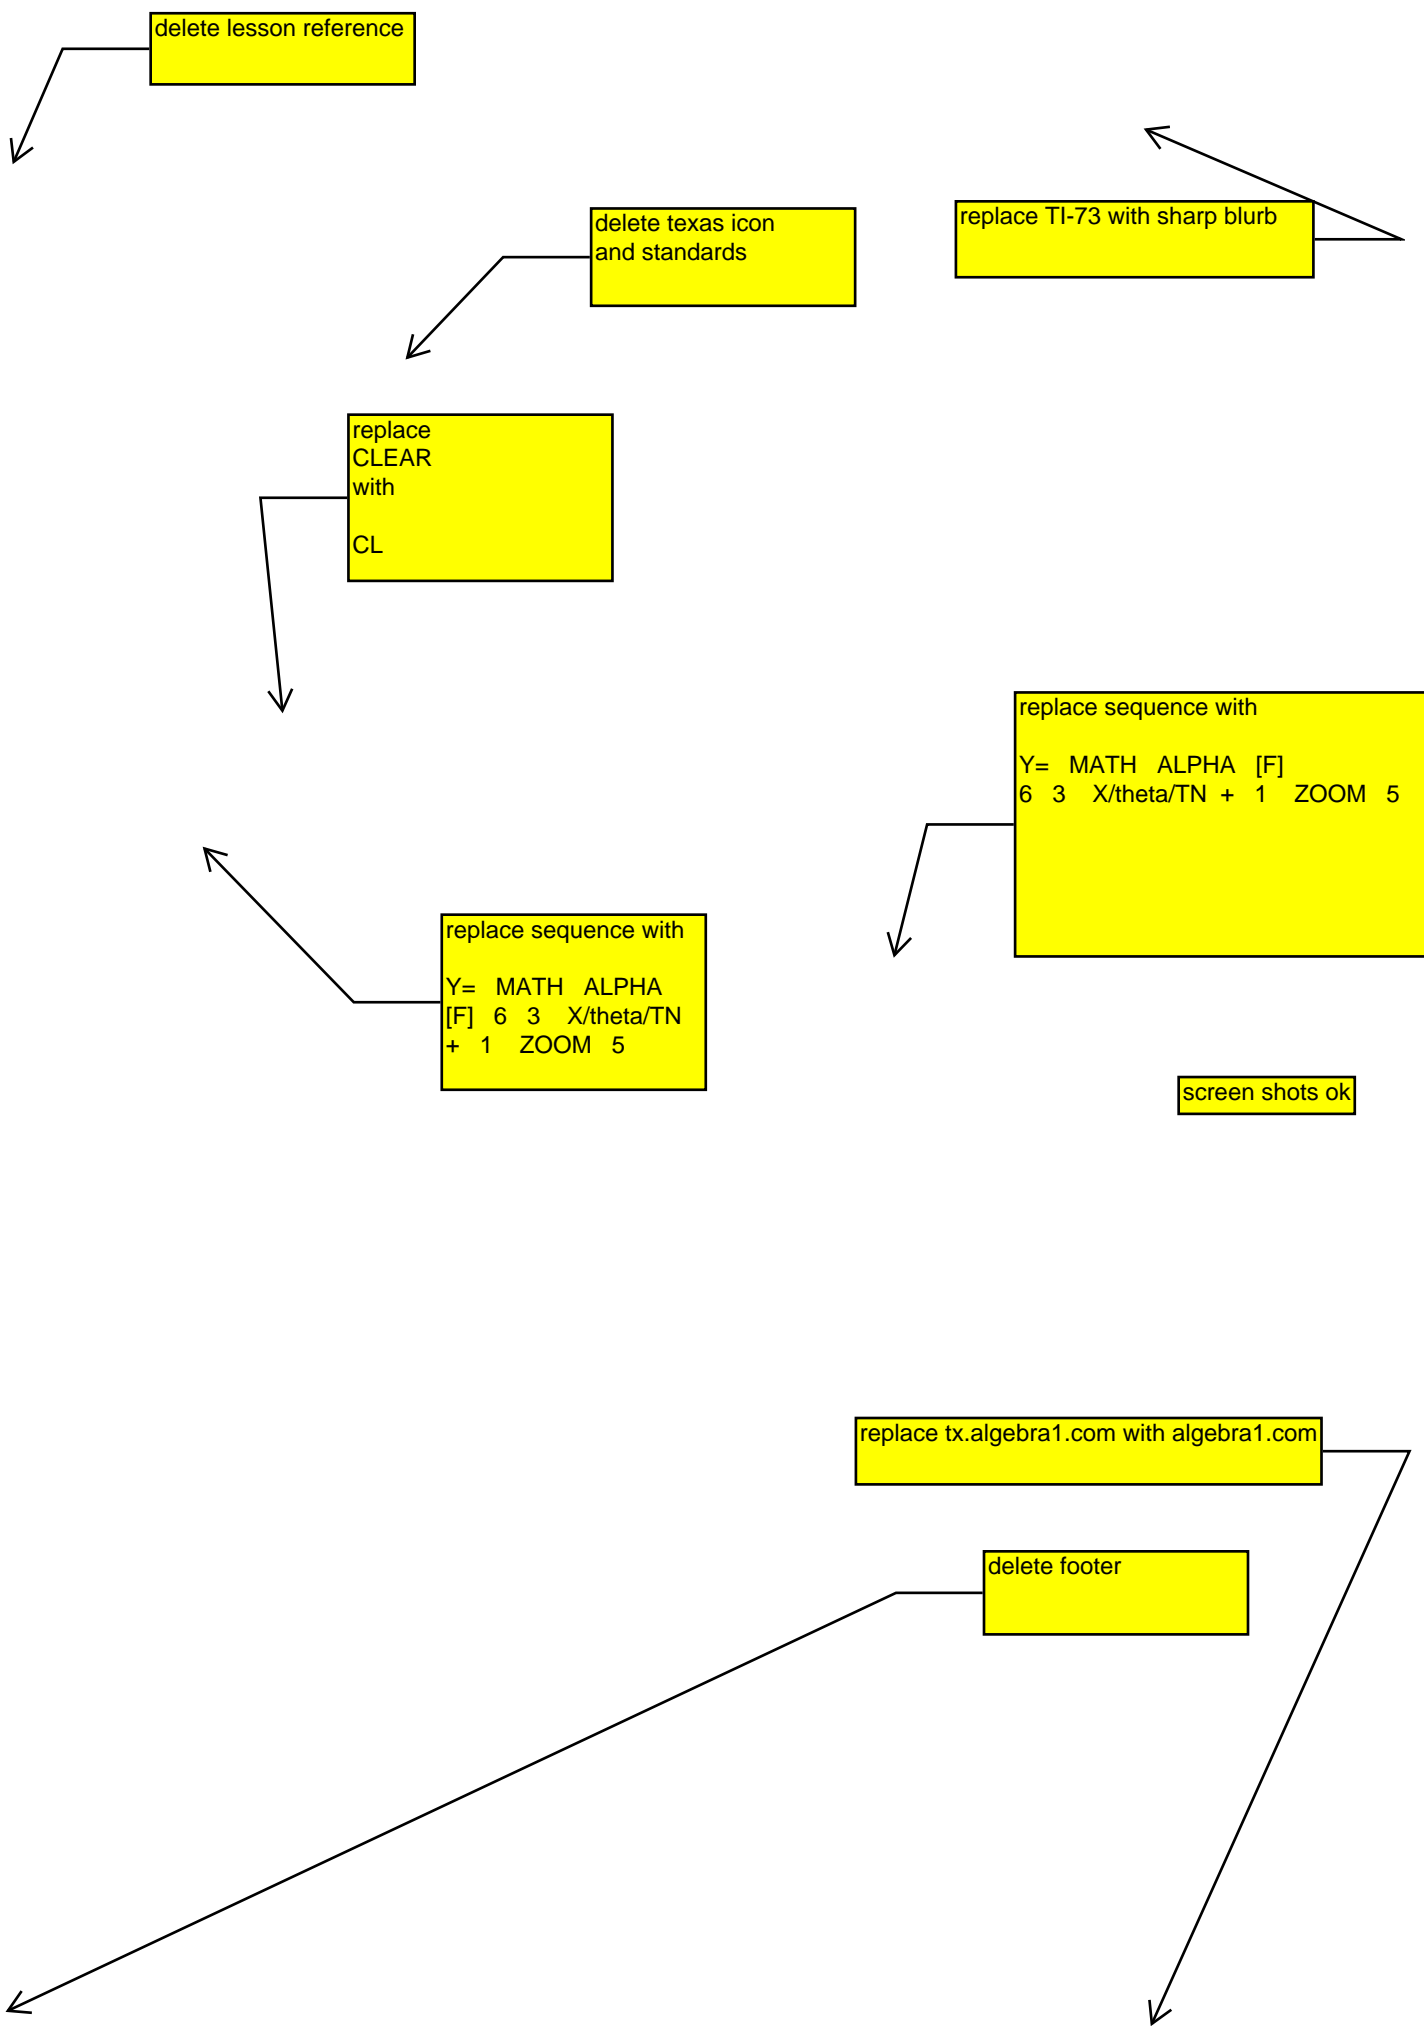 delete lesson reference
delete texas icon
and standards
replace TI-73 with sharp blurb
replace
CLEAR
with
CL
replace sequence with
Y= MATH ALPHA [F]
6 3 X/theta/TN + 1 ZOOM 5
replace sequence with
Y= MATH ALPHA
[F] 6 3 X/theta/TN
+ 1 ZOOM 5
screen shots ok
replace tx.algebra1.com with algebra1.com
delete footer